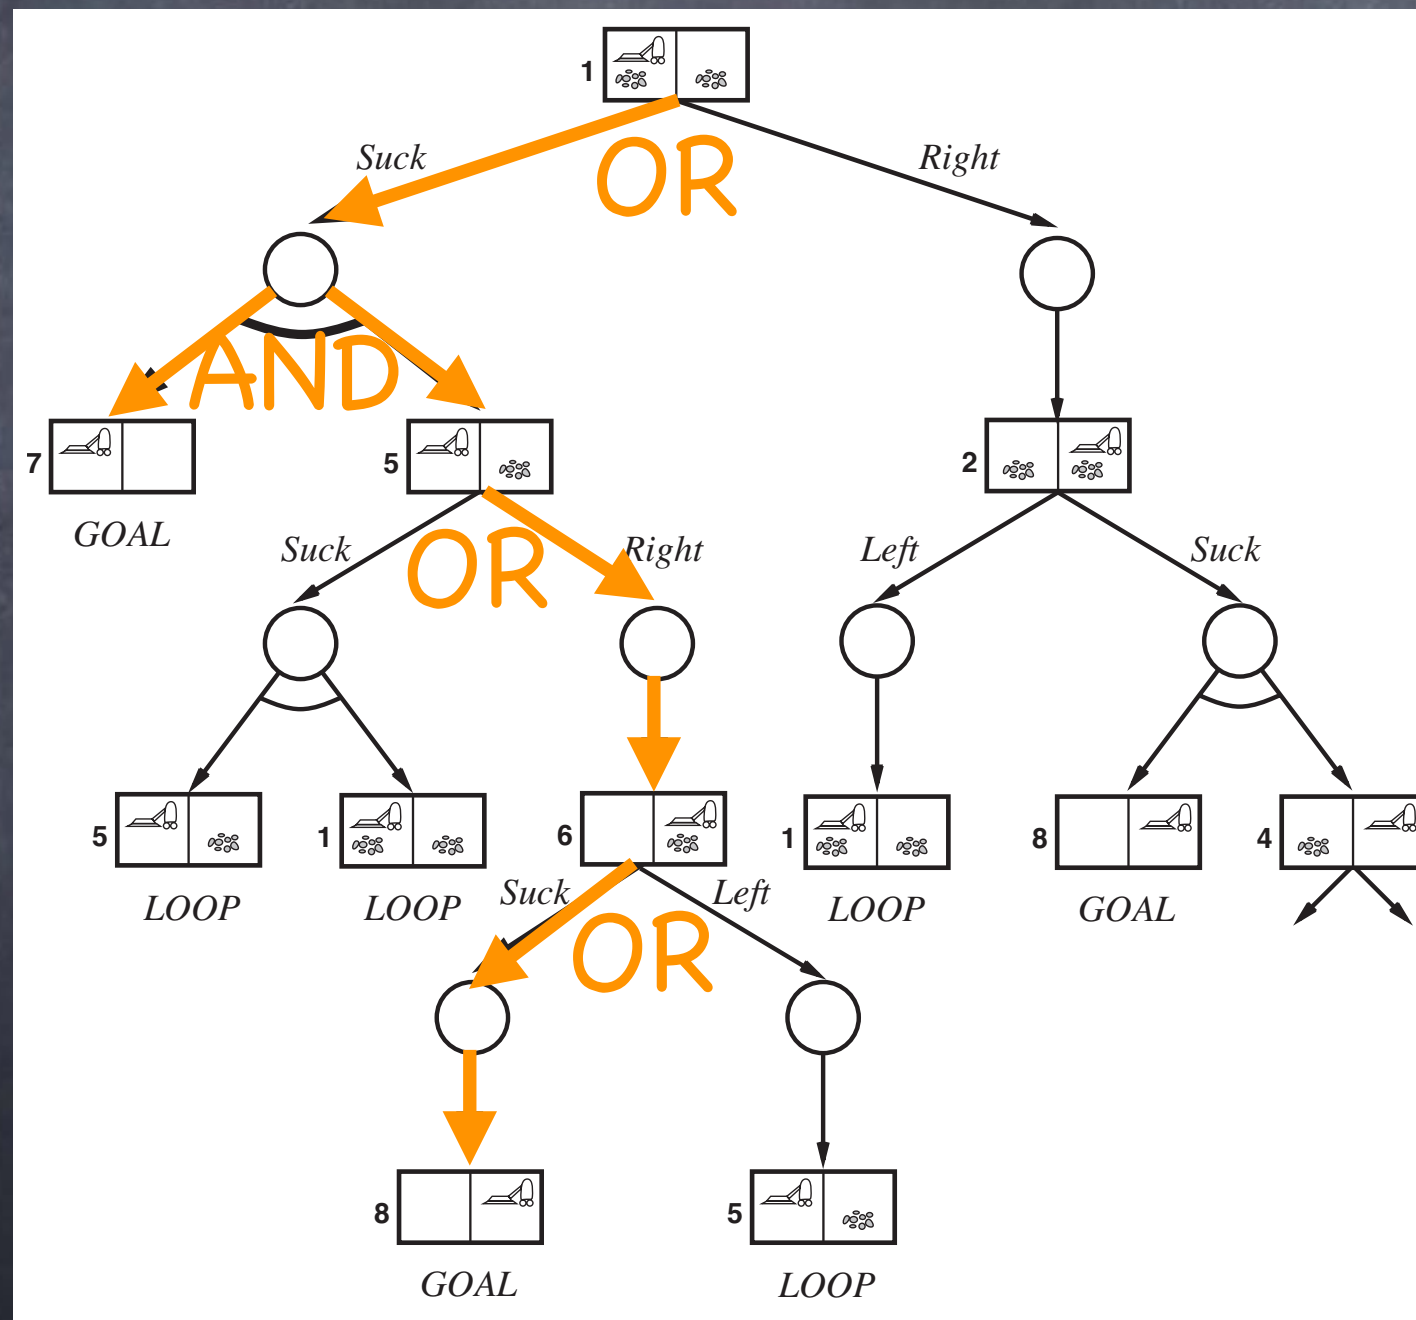 1
Suck OR Right
AND
7 5 2
GOAL
Suck OR Right Left Suck
5 1 6 1 8 4
LOOP LOOP Suck Left LOOP GOAL
OR
8 5
GOAL LOOP